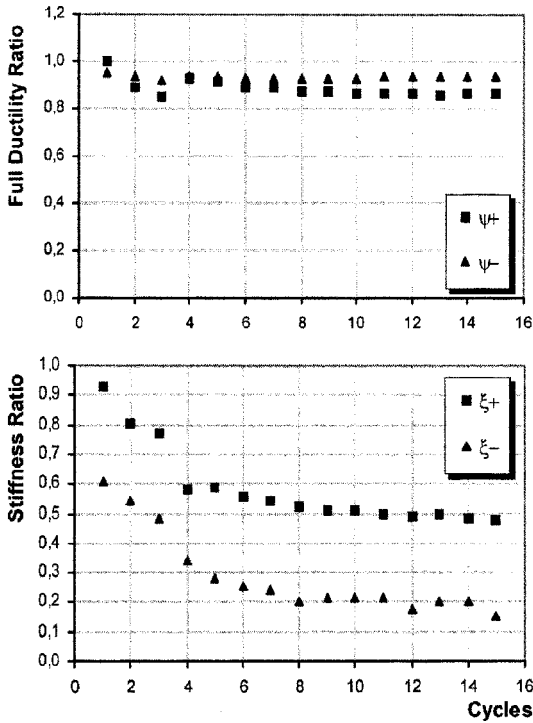 Full Ductility Ratio
1,2
1,0
0,8
0,6
0,4
0,2
0,0
0 2 4 6 8 10 12 14 16
ψ+
ψ−
Stiffness Ratio
1,0
0,9
0,8
0,7
0,6
0,5
0,4
0,3
0,2
0,1
0,0
0 2 4 6 8 10 12 14 16
ξ+
ξ−
Cycles